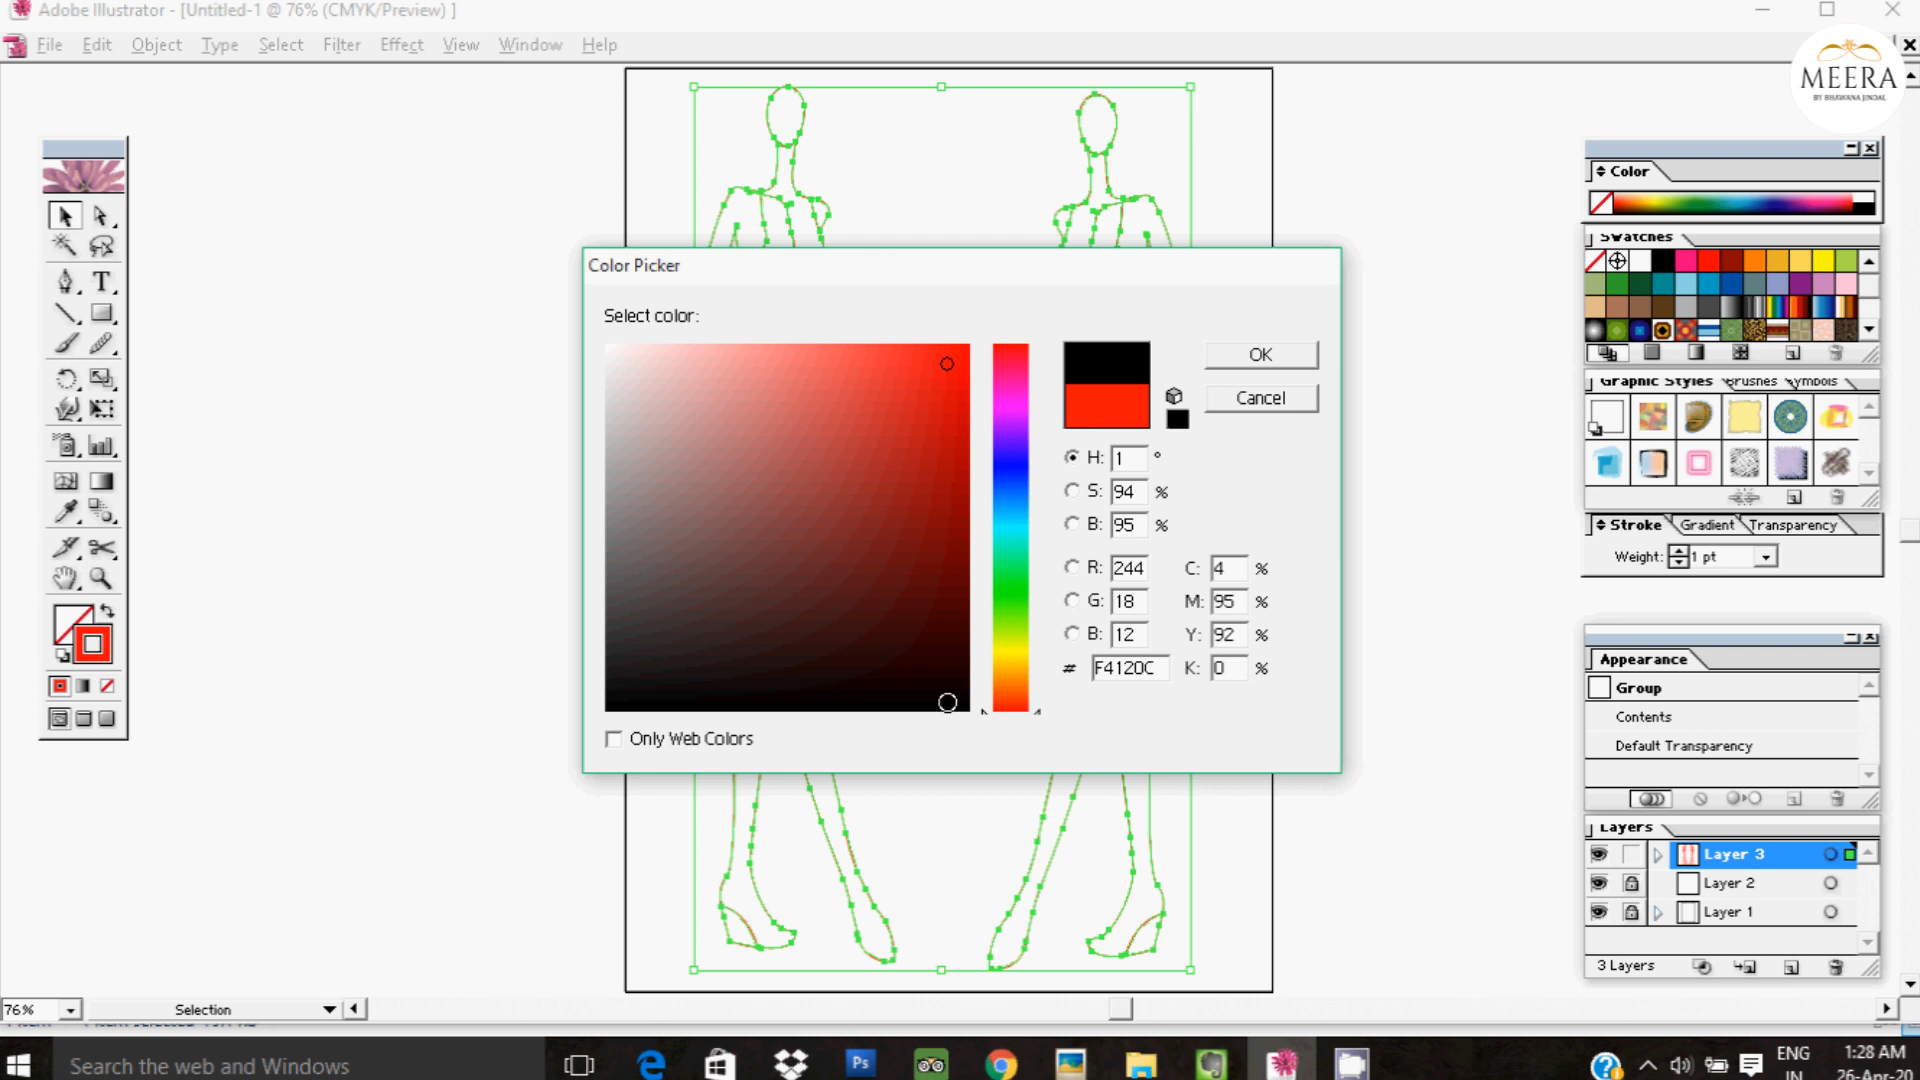 Adobe Illustrator - [Untitled-1 @ 76% (CMYK/Preview) ]
File Edit Object Type Select Filter Effect View Window Help
MEERA
BY BHAWANA JINDAL
Color
Swatches
Color Picker
Select color:
OK
Cancel
H: 1 °
S: 94 %
B: 95 %
R: 244 C: 4 %
G: 18 M: 95 %
B: 12 Y: 92 %
# F4120C K: 0 %
Only Web Colors
Graphic Styles Brushes Symbols
Stroke Gradient Transparency
Weight: 1 pt
Appearance
Group
Contents
Default Transparency
Layers
Layer 3
Layer 2
Layer 1
3 Layers
76% Selection
Search the web and Windows
Ps
ENG
IN
1:28 AM
26-Apr-20